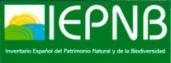 IEPNB
Inventario Español del Patrimonio Natural y de la Biodiversidad